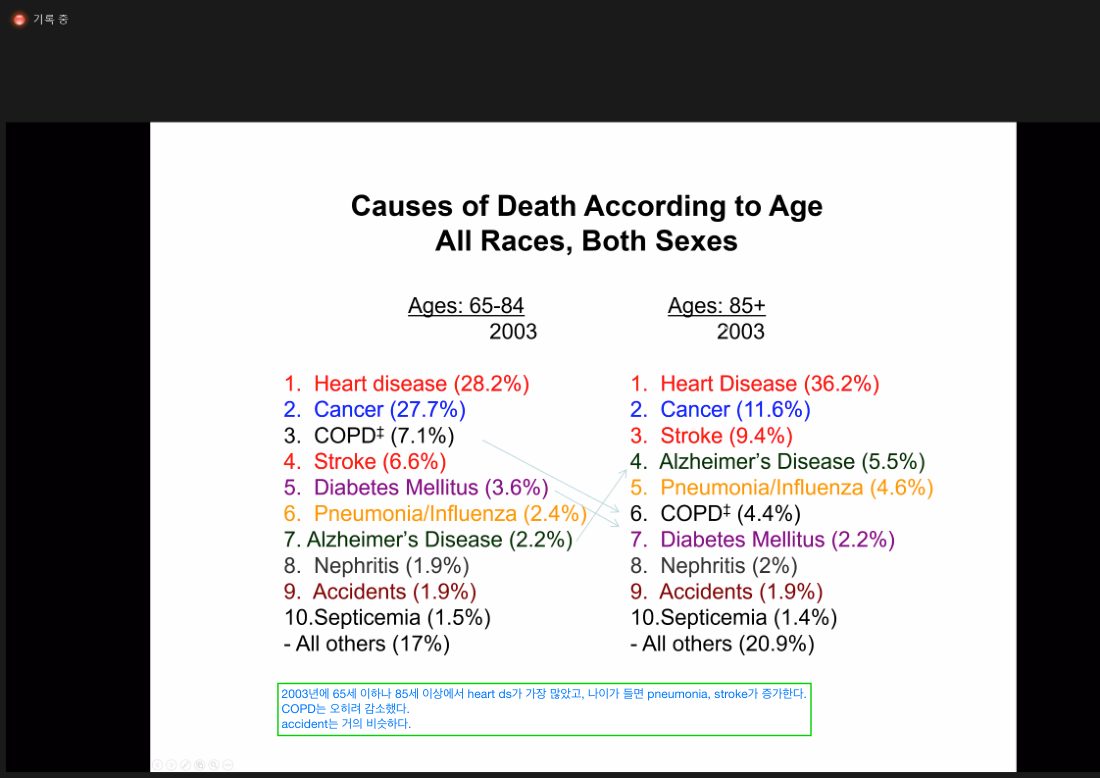 기록 중
Causes of Death According to Age
All Races, Both Sexes
Ages: 65-84
2003
1. Heart disease (28.2%)
2. Cancer (27.7%)
3. COPD‡ (7.1%)
4. Stroke (6.6%)
5. Diabetes Mellitus (3.6%)
6. Pneumonia/Influenza (2.4%)
7. Alzheimer's Disease (2.2%)
8. Nephritis (1.9%)
9. Accidents (1.9%)
10.Septicemia (1.5%)
- All others (17%)
Ages: 85+
2003
1. Heart Disease (36.2%)
2. Cancer (11.6%)
3. Stroke (9.4%)
4. Alzheimer's Disease (5.5%)
5. Pneumonia/Influenza (4.6%)
6. COPD‡ (4.4%)
7. Diabetes Mellitus (2.2%)
8. Nephritis (2%)
9. Accidents (1.9%)
10.Septicemia (1.4%)
- All others (20.9%)
2003년에 65세 이하나 85세 이상에서 heart ds가 가장 많았고, 나이가 들면 pneumonia, stroke가 증가한다.
COPD는 오히려 감소했다.
accident는 거의 비슷하다.